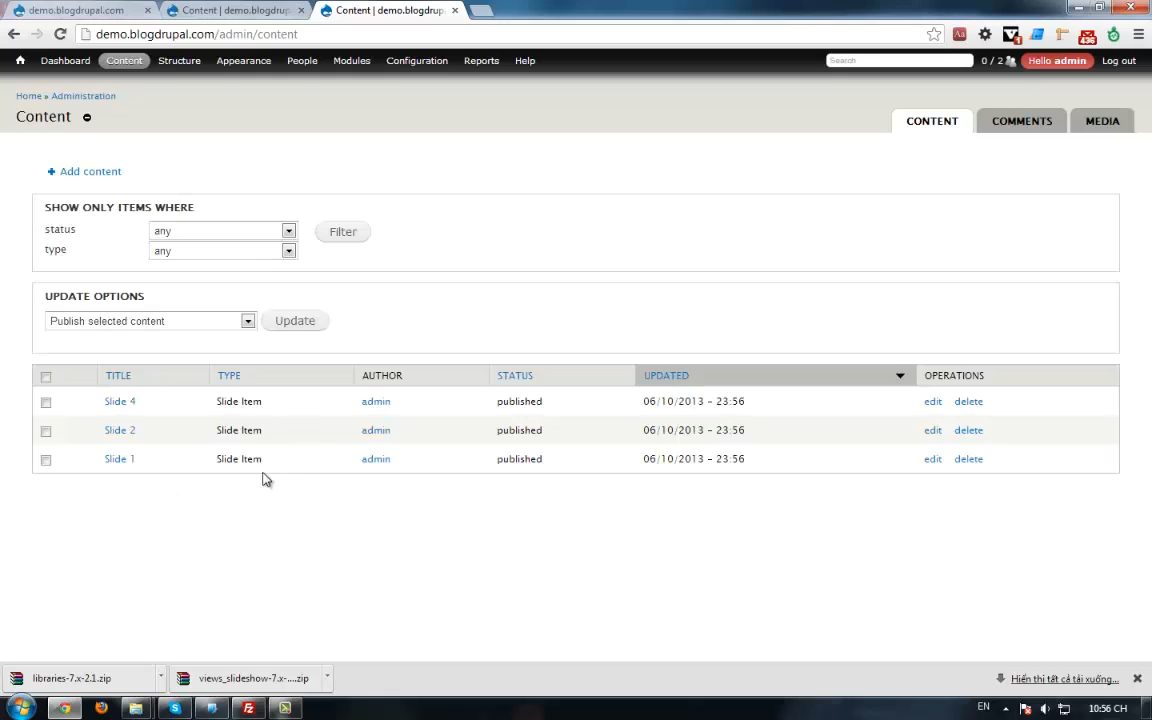 demo.blogdrupal.com
Content | demo.blogdrup
Content | demo.blogdrup
demo.blogdrupal.com/admin/content
Aa
1
436
Dashboard Content Structure Appearance People Modules Configuration Reports Help
Search
0 / 2
Hello admin
Log out
Home » Administration
Content
CONTENT COMMENTS MEDIA
Add content
SHOW ONLY ITEMS WHERE
status any Filter
type any
UPDATE OPTIONS
Publish selected content Update
TITLE TYPE AUTHOR STATUS UPDATED OPERATIONS
Slide 4 Slide Item admin published 06/10/2013 - 23:56 edit delete
Slide 2 Slide Item admin published 06/10/2013 - 23:56 edit delete
Slide 1 Slide Item admin published 06/10/2013 - 23:56 edit delete
libraries-7.x-2.1.zip views_slideshow-7.x-....zip Hiển thị tất cả tải xuống...
EN 10:56 CH